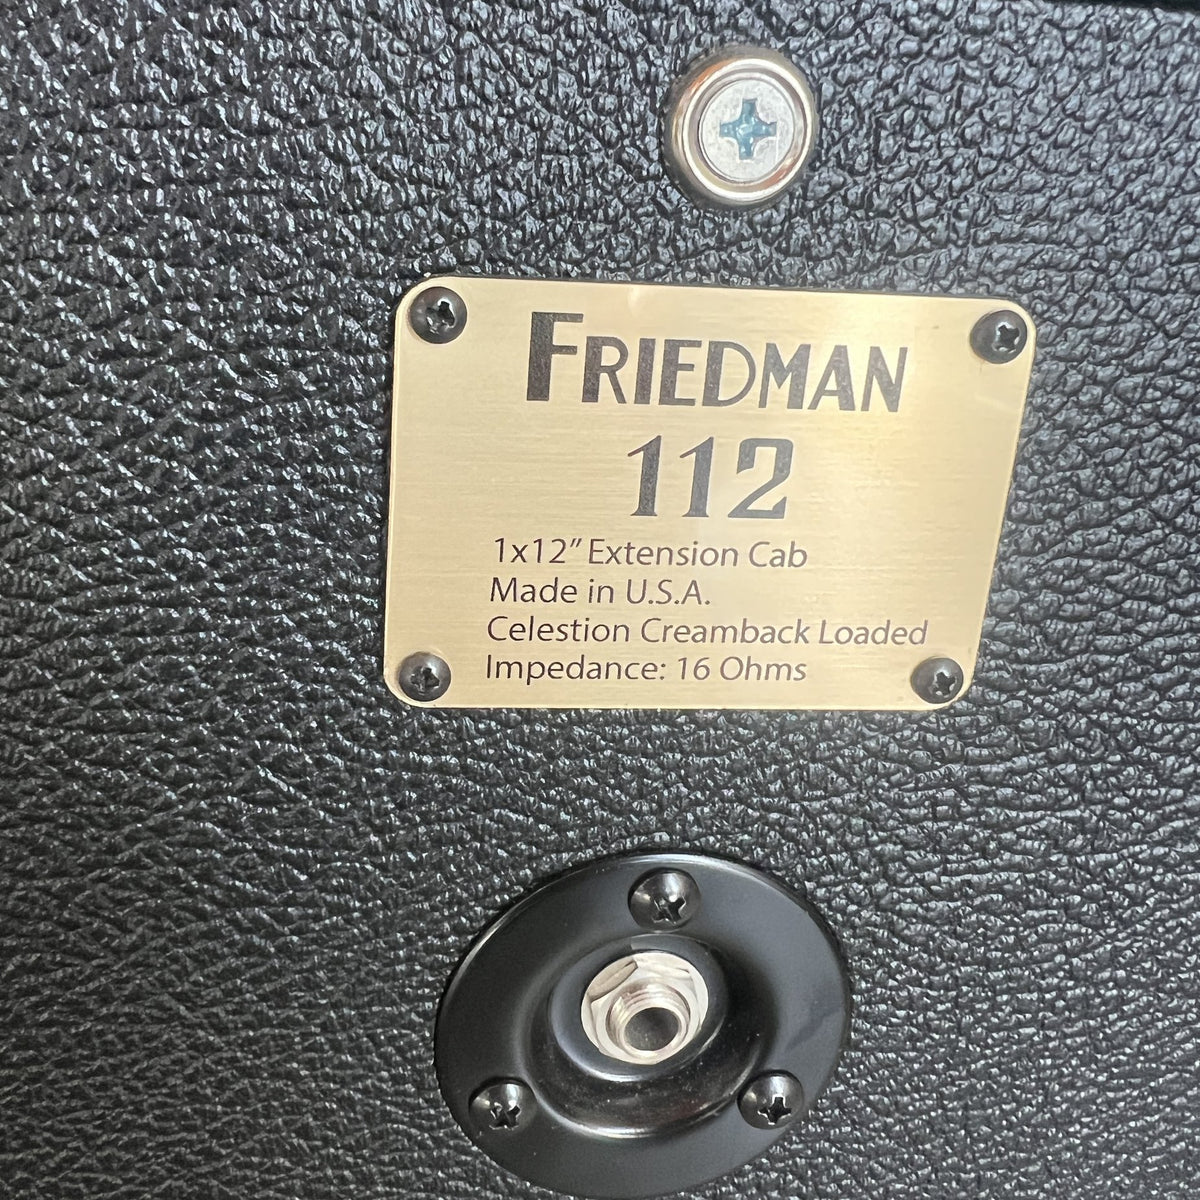 FRIEDMAN
112
1x12” Extension Cab
Made in U.S.A.
Celestion Creamback Loaded
Impedance: 16 Ohms